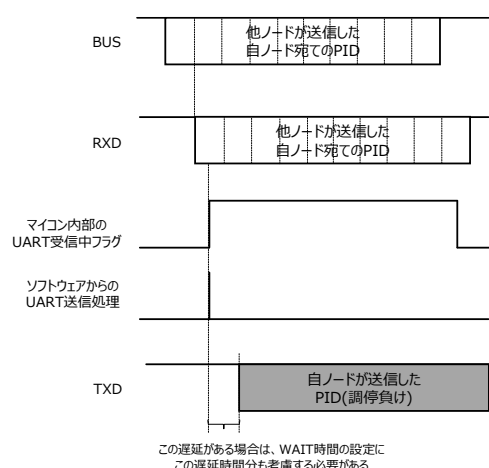 BUS
他ノードが送信した
自ノード宛てのPID
RXD
他ノードが送信した
自ノード宛てのPID
マイコン内部の
UART受信中フラグ
ソフトウェアからの
UART送信処理
TXD
自ノードが送信した
PID(調停負け)
この遅延がある場合は、WAIT時間の設定に
この遅延時間分も考慮する必要がある